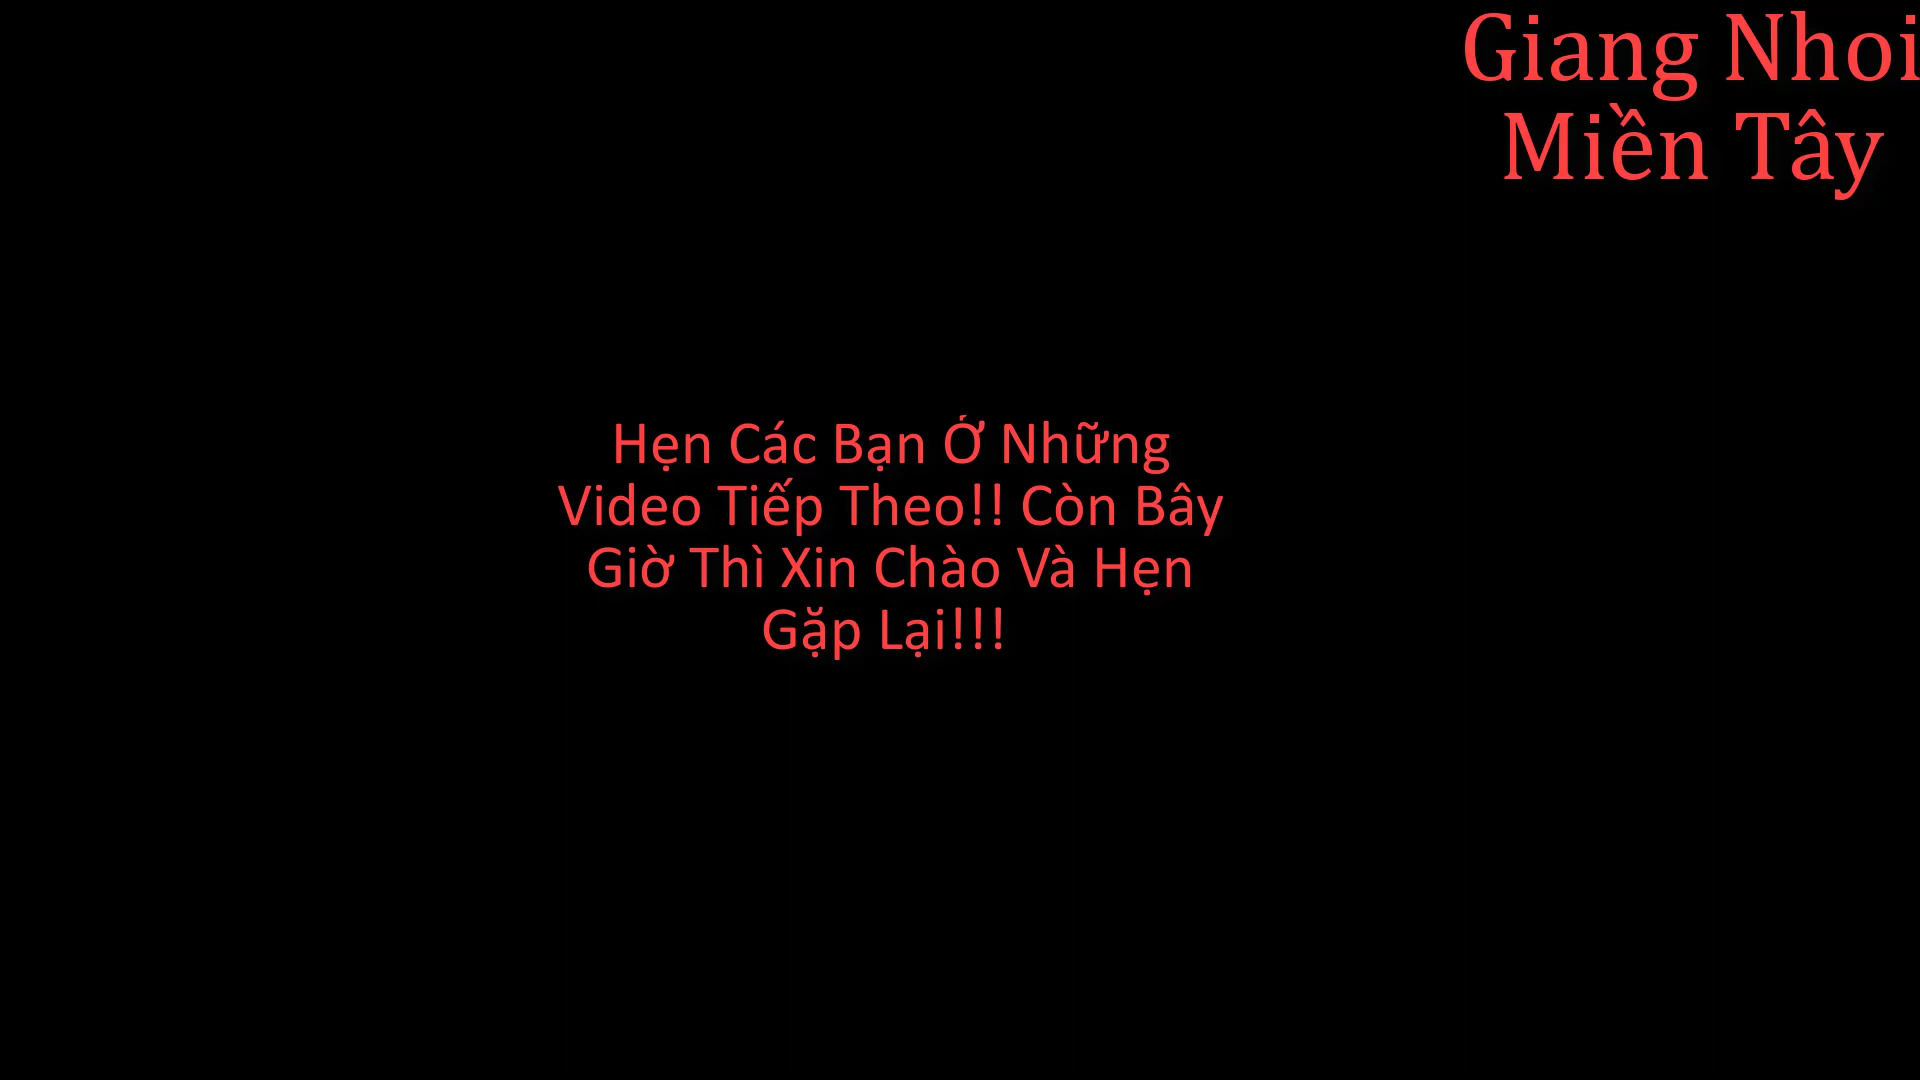 Giang Nhoi
Miền Tây
Hẹn Các Bạn Ở Những
Video Tiếp Theo!! Còn Bây
Giờ Thì Xin Chào Và Hẹn
Gặp Lại!!!